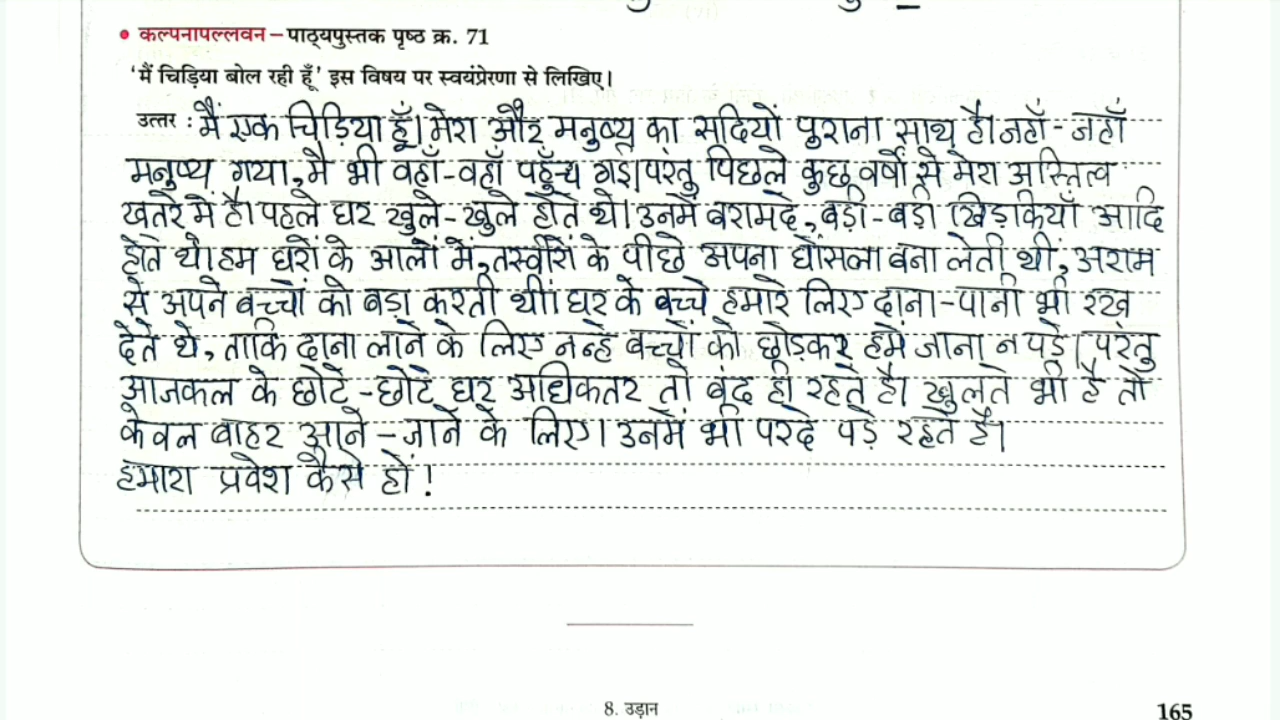 • कल्पनापल्लवन – पाठ्यपुस्तक पृष्ठ क्र. 71
'मैं चिड़िया बोल रही हूँ' इस विषय पर स्वयंप्रेरणा से लिखिए।
उत्तर : मैं एक चिड़िया हूँ। मेरा और मनुष्य का सदियो पुराना साथ है। जहाँ - जहाँ
मनुष्य गया, मै भी वहाँ-वहाँ पहुँच गइ। परंतु पिछले कुछ वर्षो से मेरा अस्तित्व
खतरे में है। पहले घर खुले-खुले होते थे। उनमें बरामदे, बड़ी-बड़ी खिड़कियाँ आदि
होते थे। हम घरों के आलों में, तस्वीरों के पीछे अपना घोंसला बना लेती थीं, अराम
से अपने बच्चों को बड़ा करती थीं। घर के बच्चे हमारे लिए दाना-पानी भी रख
देते थे, ताकि दाना लाने के लिए नन्हे बच्चों को छोड़कर हमें जाना न पड़े। परंतु
आजकल के छोटे-छोटे घर अधिकतर तो बंद ही रहते है। खुलते भी है तो
केवल बाहर आने-जाने के लिए। उनमें भी परदे पड़े रहते हैं।
हमारा प्रवेश कैसे हों !
8. उड़ान
165